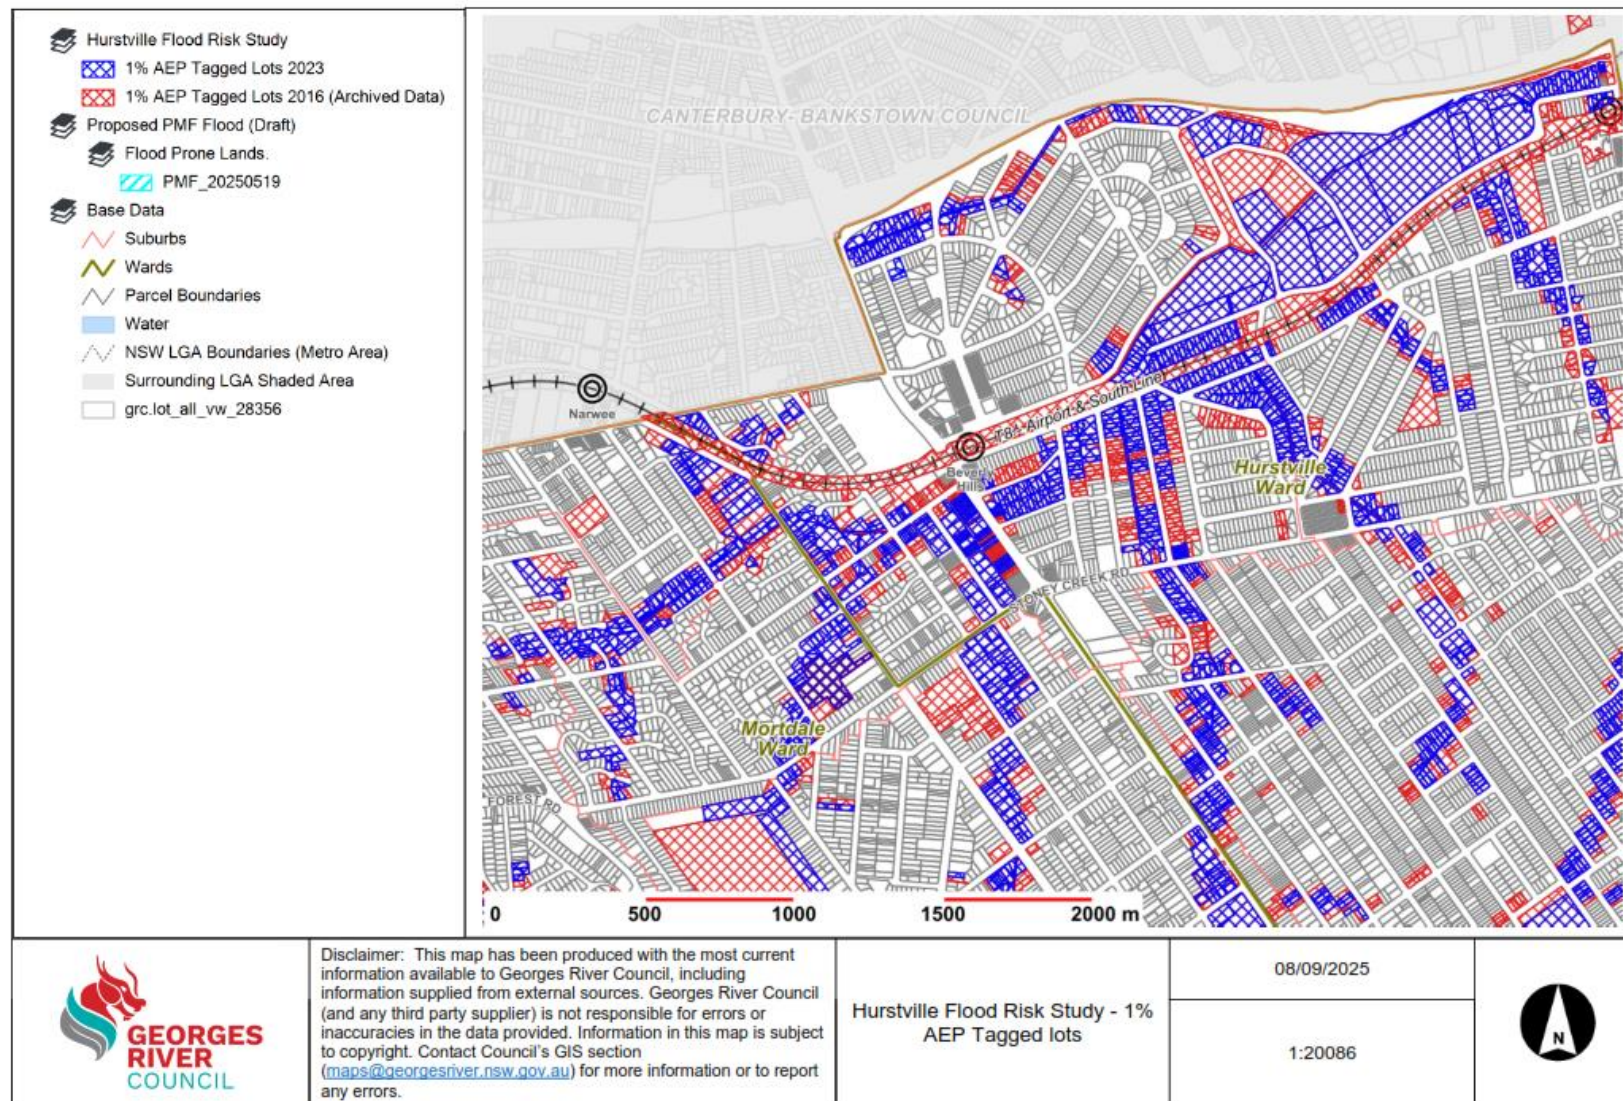 Hurstville Flood Risk Study
1% AEP Tagged Lots 2023
1% AEP Tagged Lots 2016 (Archived Data)
Proposed PMF Flood (Draft)
Flood Prone Lands.
PMF_20250519
Base Data
Suburbs
Wards
Parcel Boundaries
Water
NSW LGA Boundaries (Metro Area)
Surrounding LGA Shaded Area
grc.lot_all_vw_28356
CANTERBURY- BANKSTOWN COUNCIL
Narwee
T8: Airport & South Line
Beverly
Hills
Hurstville
Ward
STONEY CREEK RD
Mortdale
Ward
FOREST RD
0 500 1000 1500 2000 m
GEORGES
RIVER
COUNCIL
Disclaimer: This map has been produced with the most current
information available to Georges River Council, including
information supplied from external sources. Georges River Council
(and any third party supplier) is not responsible for errors or
inaccuracies in the data provided. Information in this map is subject
to copyright. Contact Council's GIS section
(maps@georgesriver.nsw.gov.au) for more information or to report
any errors.
Hurstville Flood Risk Study - 1%
AEP Tagged lots
08/09/2025
1:20086
N